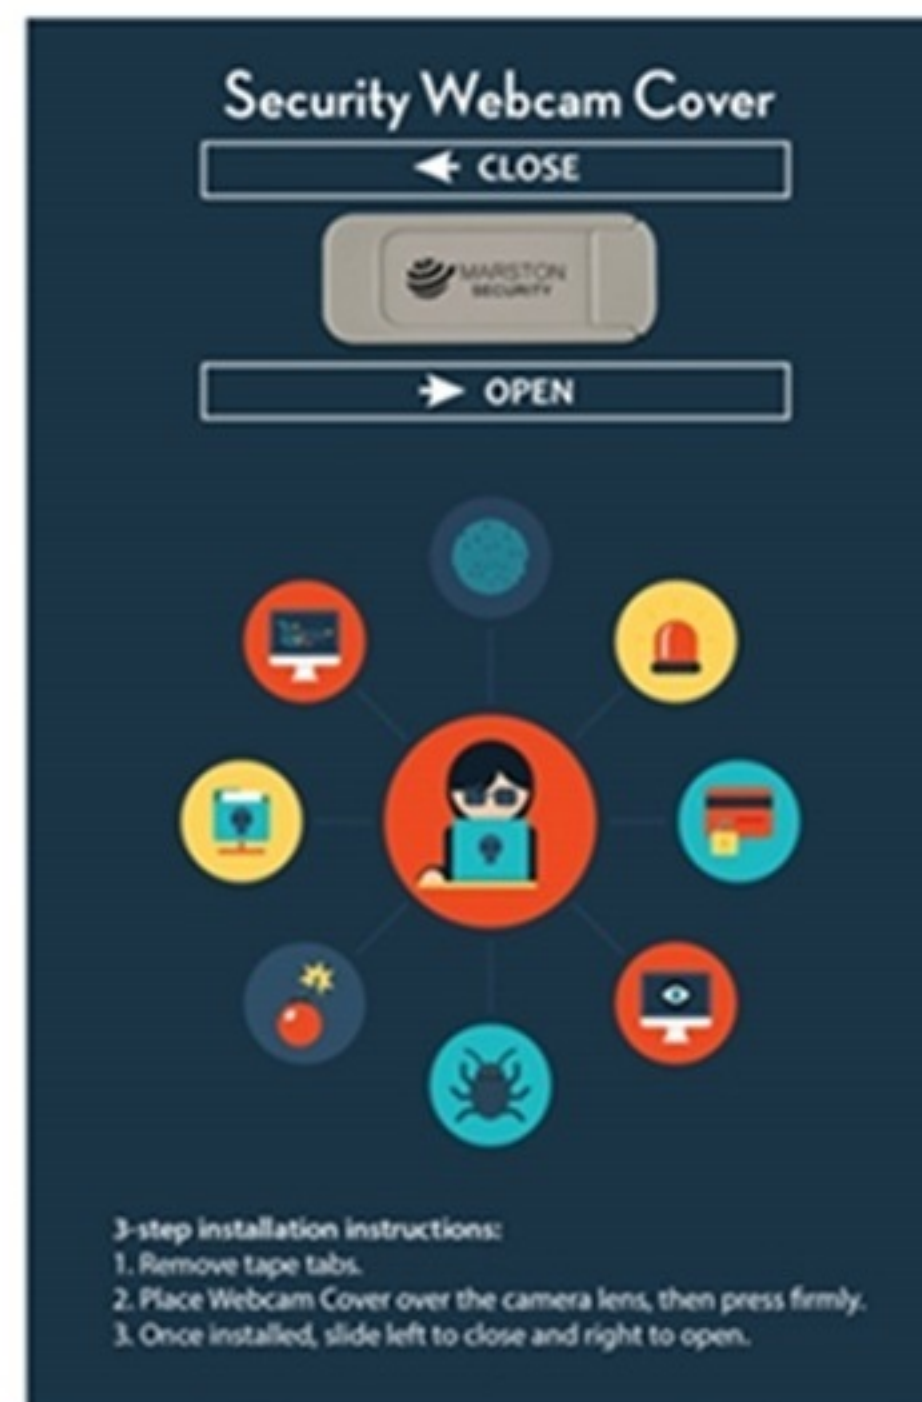 Security Webcam Cover
CLOSE
MARSTON
SECURITY
OPEN
3-step installation instructions:
1. Remove tape tabs.
2. Place Webcam Cover over the camera lens, then press firmly.
3. Once installed, slide left to close and right to open.